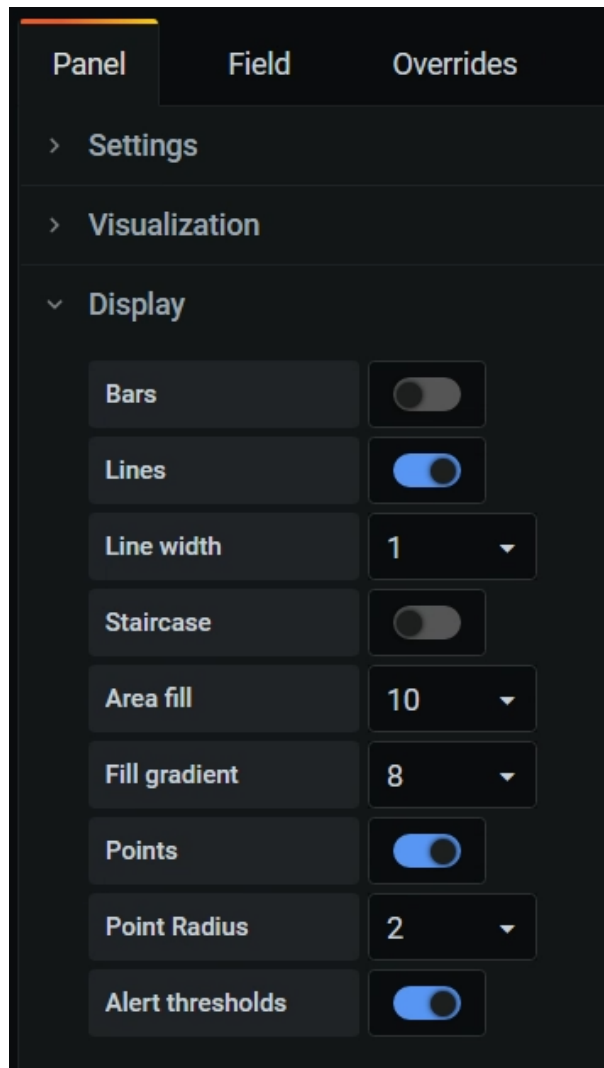 Panel Field Overrides
Settings
Visualization
Display
Bars
Lines
Line width 1
Staircase
Area fill 10
Fill gradient 8
Points
Point Radius 2
Alert thresholds